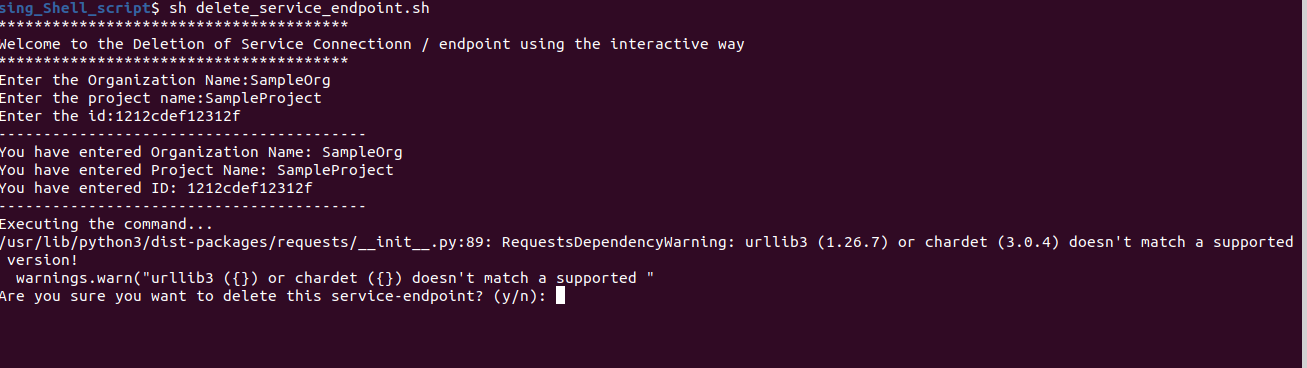 sing_Shell_script$ sh delete_service_endpoint.sh
***************************************
Welcome to the Deletion of Service Connectionn / endpoint using the interactive way
***************************************
Enter the Organization Name:SampleOrg
Enter the project name:SampleProject
Enter the id:1212cdef12312f
-----------------------------------------
You have entered Organization Name: SampleOrg
You have entered Project Name: SampleProject
You have entered ID: 1212cdef12312f
-----------------------------------------
Executing the command...
/usr/lib/python3/dist-packages/requests/__init__.py:89: RequestsDependencyWarning: urllib3 (1.26.7) or chardet (3.0.4) doesn't match a supported
version!
warnings.warn("urllib3 ({}) or chardet ({}) doesn't match a supported "
Are you sure you want to delete this service-endpoint? (y/n):